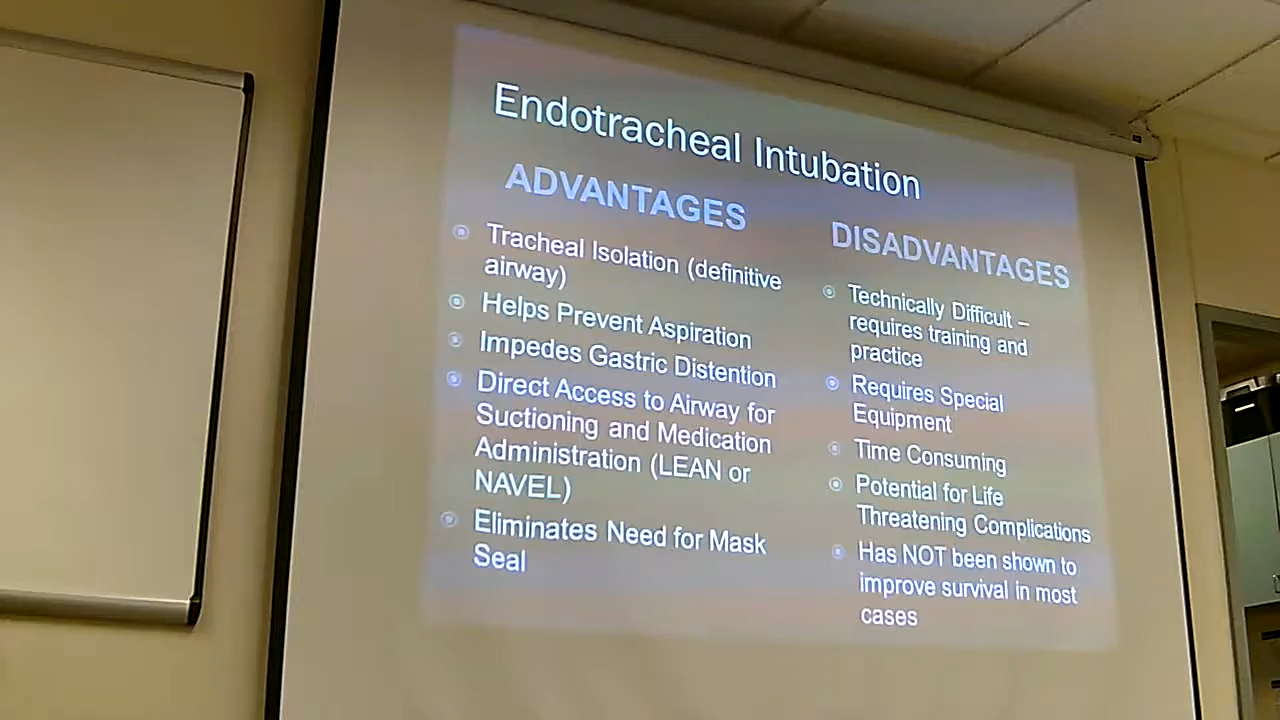 Endotracheal Intubation
ADVANTAGES
Tracheal Isolation (definitive
airway)
Helps Prevent Aspiration
Impedes Gastric Distention
Direct Access to Airway for
Suctioning and Medication
Administration (LEAN or
NAVEL)
Eliminates Need for Mask
Seal
DISADVANTAGES
Technically Difficult –
requires training and
practice
Requires Special
Equipment
Time Consuming
Potential for Life
Threatening Complications
Has NOT been shown to
improve survival in most
cases